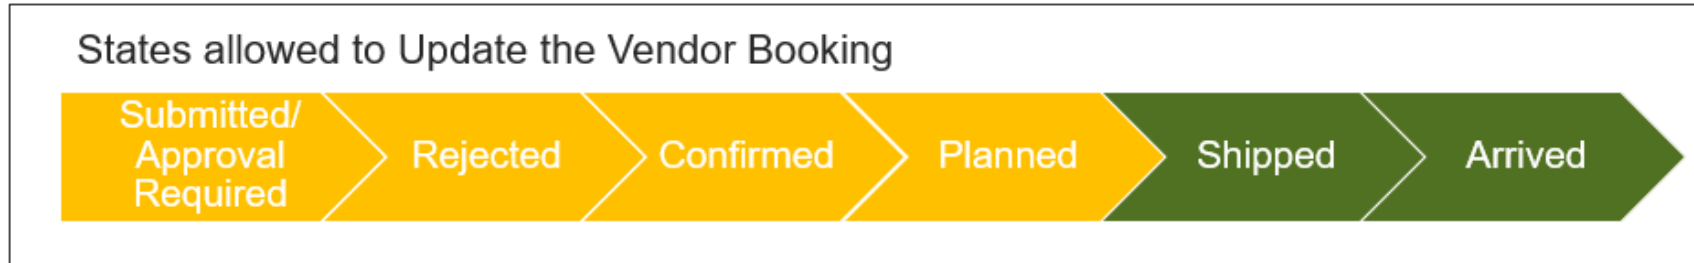 States allowed to Update the Vendor Booking
Submitted/
Approval
Required
Rejected
Confirmed
Planned
Shipped
Arrived